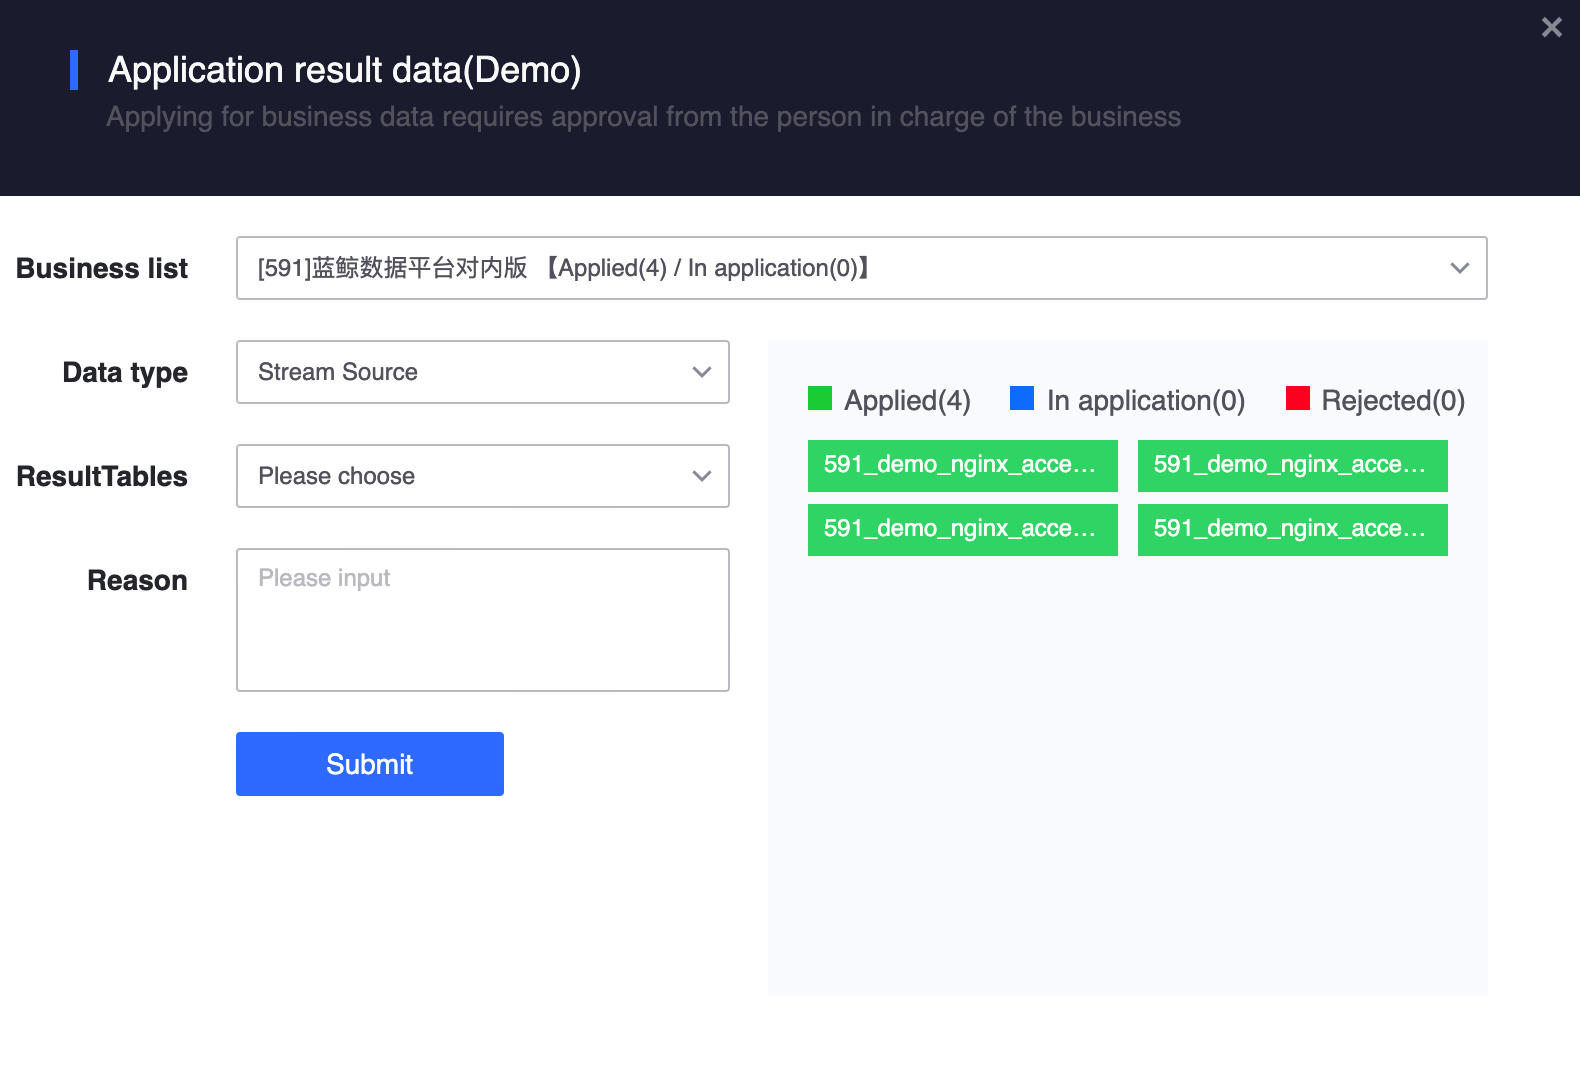 Application result data(Demo)
Applying for business data requires approval from the person in charge of the business
Business list
[591]蓝鲸数据平台对内版 【Applied(4) / In application(0)】
Data type
Stream Source
ResultTables
Please choose
Reason
Please input
Submit
Applied(4)
In application(0)
Rejected(0)
591_demo_nginx_acce...
591_demo_nginx_acce...
591_demo_nginx_acce...
591_demo_nginx_acce...